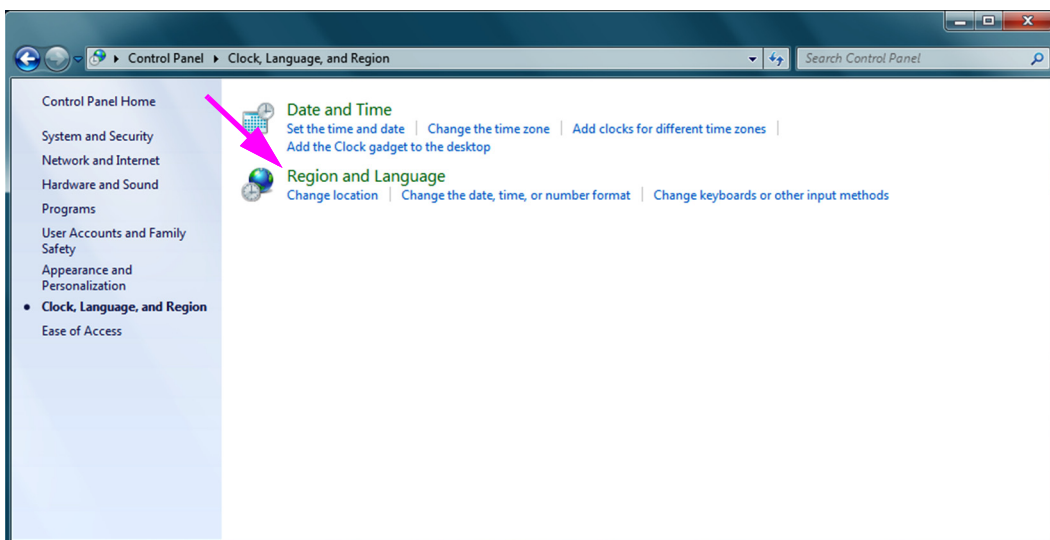 Control Panel ▸ Clock, Language, and Region
Search Control Panel
Control Panel Home
System and Security
Network and Internet
Hardware and Sound
Programs
User Accounts and Family
Safety
Appearance and
Personalization
Clock, Language, and Region
Ease of Access
Date and Time
Set the time and date | Change the time zone | Add clocks for different time zones |
Add the Clock gadget to the desktop
Region and Language
Change location | Change the date, time, or number format | Change keyboards or other input methods